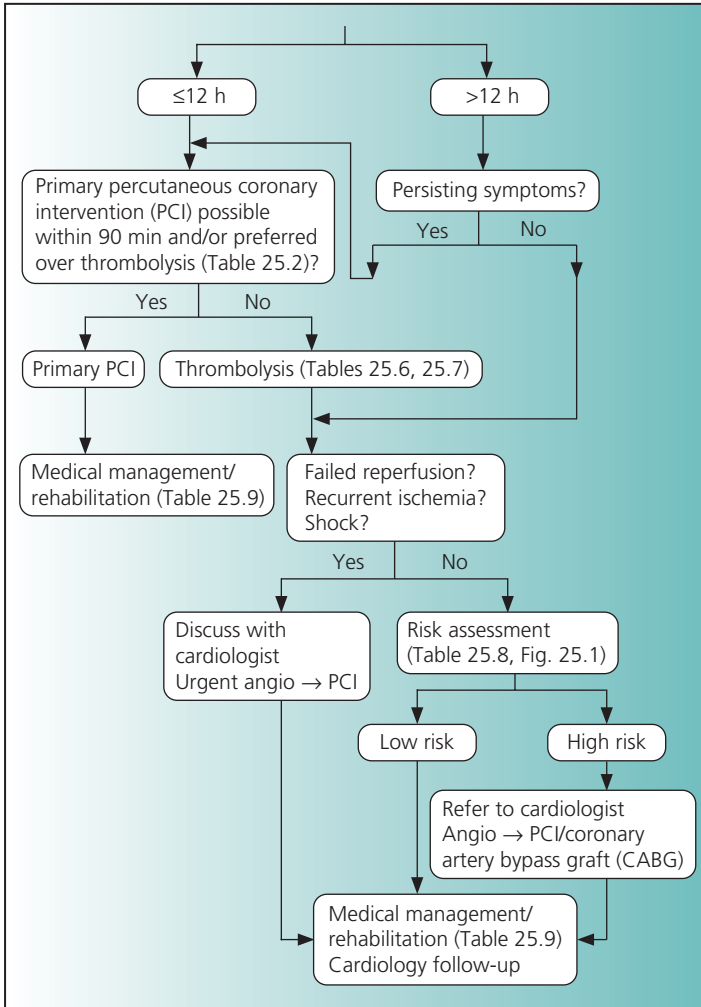 ≤12 h
>12 h
Primary percutaneous coronary
intervention (PCI) possible
within 90 min and/or preferred
over thrombolysis (Table 25.2)?
Persisting symptoms?
Yes
No
Yes
No
Primary PCI
Thrombolysis (Tables 25.6, 25.7)
Medical management/
rehabilitation (Table 25.9)
Failed reperfusion?
Recurrent ischemia?
Shock?
Yes
No
Discuss with
cardiologist
Urgent angio → PCI
Risk assessment
(Table 25.8, Fig. 25.1)
Low risk
High risk
Refer to cardiologist
Angio → PCI/coronary
artery bypass graft (CABG)
Medical management/
rehabilitation (Table 25.9)
Cardiology follow-up